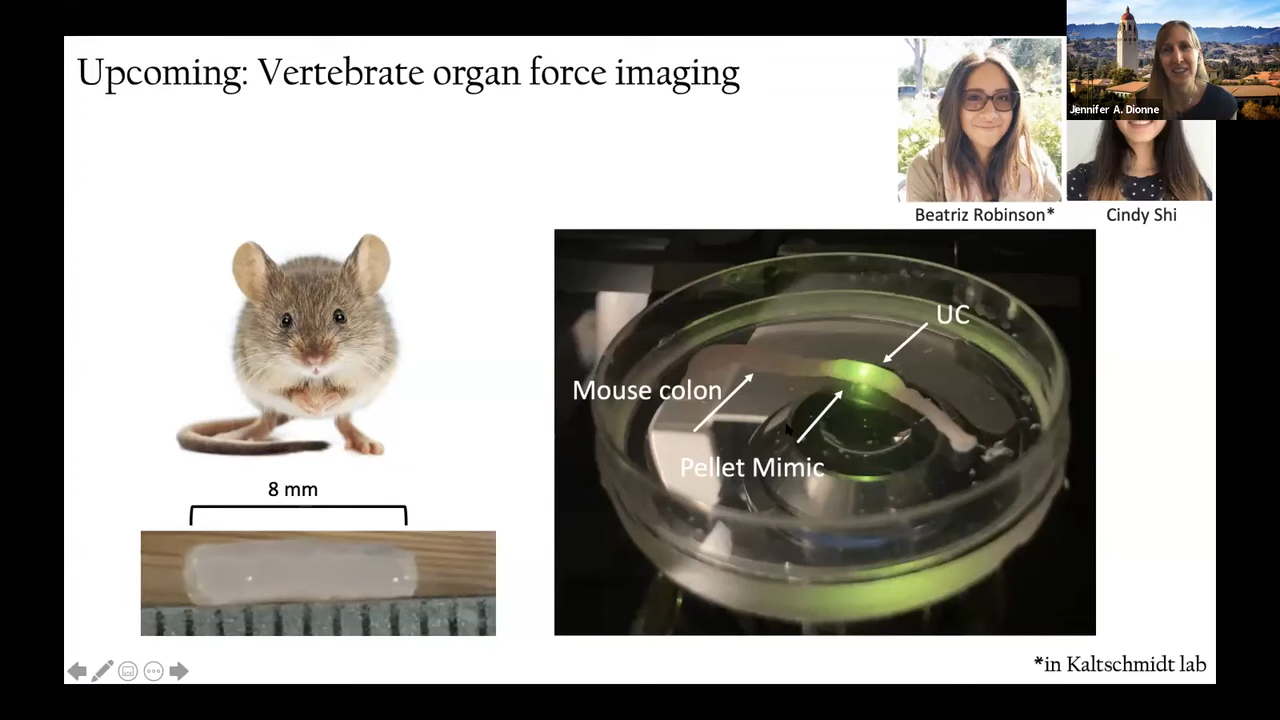 Upcoming: Vertebrate organ force imaging
Jennifer A. Dionne
Beatriz Robinson*
Cindy Shi
8 mm
UC
Mouse colon
Pellet Mimic
*in Kaltschmidt lab